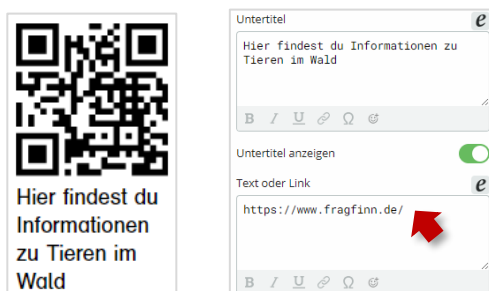 Hier findest du
Informationen
zu Tieren im
Wald
Untertitel
e
Hier findest du Informationen zu
Tieren im Wald
B I U Ω
Untertitel anzeigen
Text oder Link
e
https://www.fragfinn.de/
B I U Ω